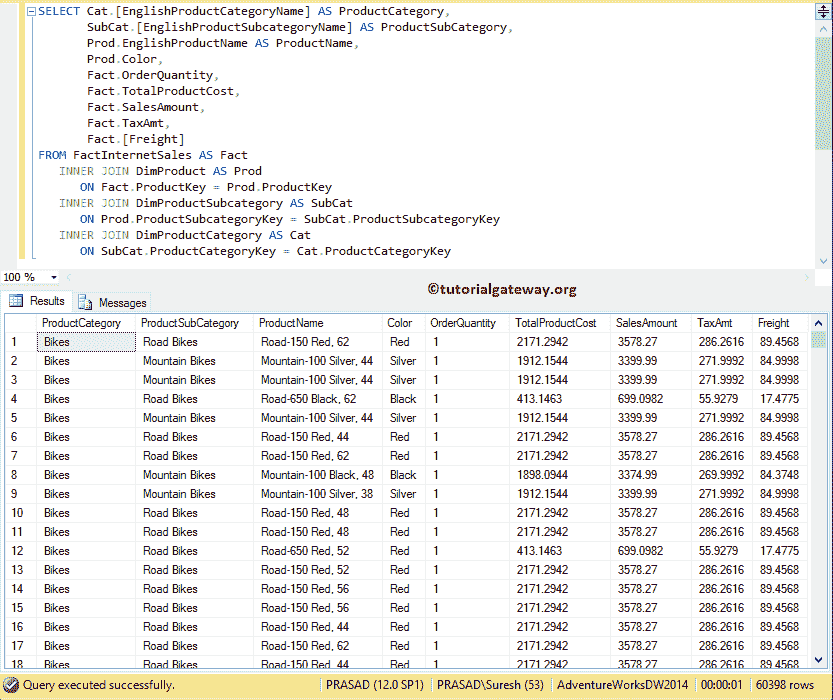 SELECT Cat.[EnglishProductCategoryName] AS ProductCategory,
SubCat.[EnglishProductSubcategoryName] AS ProductSubCategory,
Prod.EnglishProductName AS ProductName,
Prod.Color,
Fact.OrderQuantity,
Fact.TotalProductCost,
Fact.SalesAmount,
Fact.TaxAmt,
Fact.[Freight]
FROM FactInternetSales AS Fact
INNER JOIN DimProduct AS Prod
ON Fact.ProductKey = Prod.ProductKey
INNER JOIN DimProductSubcategory AS SubCat
ON Prod.ProductSubcategoryKey = SubCat.ProductSubcategoryKey
INNER JOIN DimProductCategory AS Cat
ON SubCat.ProductCategoryKey = Cat.ProductCategoryKey
100 %
©tutorialgateway.org
Results Messages
ProductCategory ProductSubCategory ProductName Color OrderQuantity TotalProductCost SalesAmount TaxAmt Freight
1 Bikes Road Bikes Road-150 Red, 62 Red 1 2171.2942 3578.27 286.2616 89.4568
2 Bikes Mountain Bikes Mountain-100 Silver, 44 Silver 1 1912.1544 3399.99 271.9992 84.9998
3 Bikes Mountain Bikes Mountain-100 Silver, 44 Silver 1 1912.1544 3399.99 271.9992 84.9998
4 Bikes Road Bikes Road-650 Black, 62 Black 1 413.1463 699.0982 55.9279 17.4775
5 Bikes Mountain Bikes Mountain-100 Silver, 44 Silver 1 1912.1544 3399.99 271.9992 84.9998
6 Bikes Road Bikes Road-150 Red, 44 Red 1 2171.2942 3578.27 286.2616 89.4568
7 Bikes Road Bikes Road-150 Red, 62 Red 1 2171.2942 3578.27 286.2616 89.4568
8 Bikes Mountain Bikes Mountain-100 Black, 48 Black 1 1898.0944 3374.99 269.9992 84.3748
9 Bikes Mountain Bikes Mountain-100 Silver, 38 Silver 1 1912.1544 3399.99 271.9992 84.9998
10 Bikes Road Bikes Road-150 Red, 48 Red 1 2171.2942 3578.27 286.2616 89.4568
11 Bikes Road Bikes Road-150 Red, 48 Red 1 2171.2942 3578.27 286.2616 89.4568
12 Bikes Road Bikes Road-650 Red, 52 Red 1 413.1463 699.0982 55.9279 17.4775
13 Bikes Road Bikes Road-150 Red, 52 Red 1 2171.2942 3578.27 286.2616 89.4568
14 Bikes Road Bikes Road-150 Red, 56 Red 1 2171.2942 3578.27 286.2616 89.4568
15 Bikes Road Bikes Road-150 Red, 56 Red 1 2171.2942 3578.27 286.2616 89.4568
16 Bikes Road Bikes Road-150 Red, 44 Red 1 2171.2942 3578.27 286.2616 89.4568
17 Bikes Road Bikes Road-150 Red, 62 Red 1 2171.2942 3578.27 286.2616 89.4568
18 Bikes Road Bikes Road-150 Red, 44 Red 1 2171.2942 3578.27 286.2616 89.4568
Query executed successfully. PRASAD (12.0 SP1) PRASAD\Suresh (53) AdventureWorksDW2014 00:00:01 60398 rows